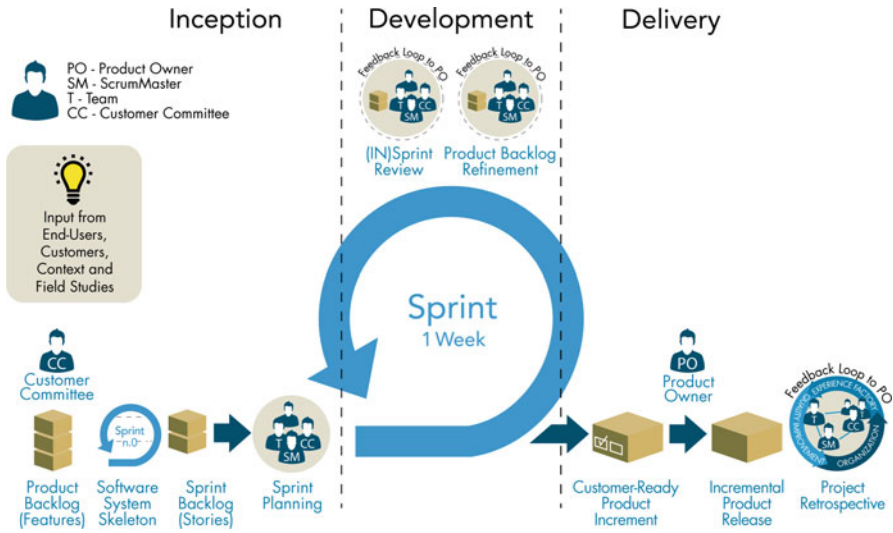 Inception
Development
Delivery
PO - Product Owner
SM - ScrumMaster
T - Team
CC - Customer Committee
Feedback Loop to PO
T
CC
SM
(IN)Sprint
Review
Feedback Loop to PO
T
CC
SM
Product Backlog
Refinement
Input from
End-Users,
Customers,
Context and
Field Studies
Sprint
1 Week
CC
Customer
Committee
Product
Backlog
(Features)
Sprint
n.0
Software
System
Skeleton
Sprint
Backlog
(Stories)
T
CC
SM
Sprint
Planning
Customer-Ready
Product
Increment
PO
Product
Owner
Incremental
Product
Release
Feedback Loop to PO
EXPERIENCE FACTORY
ORGANIZATION
QUALITY IMPROVEMENT
T
CC
T
SM
Project
Retrospective